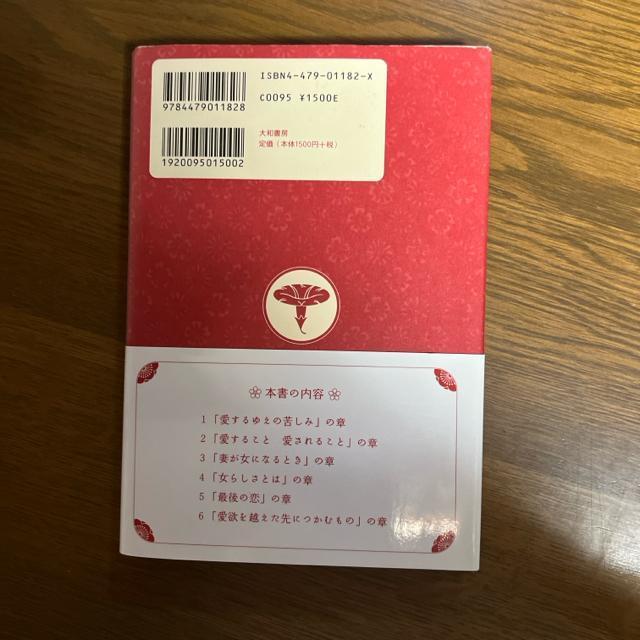 ISBN4-479-01182-X
9784479011828
C0095 ¥1500E
大和書房
定価（本体1500円+税）
1920095015002
本書の内容
1「愛するゆえの苦しみ」の章
2「愛すること　愛されること」の章
3「妻が女になるとき」の章
4「女らしさとは」の章
5「最後の恋」の章
6「愛欲を越えた先につかむもの」の章